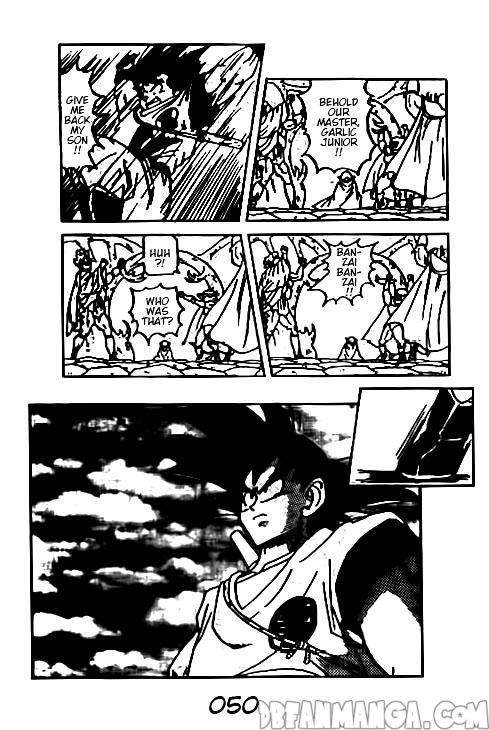 BEHOLD
OUR
MASTER,
GARLIC
JUNIOR
!!
GIVE
ME
BACK
MY
SON
!!
BAN-
ZAI
BAN-
ZAI
!!
HUH
?!
WHO
WAS
THAT?
050
DBFANMANGA.COM